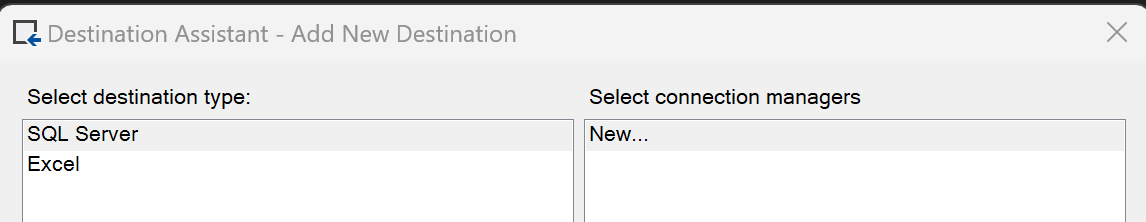 Destination Assistant - Add New Destination
Select destination type:
Select connection managers
SQL Server
New...
Excel